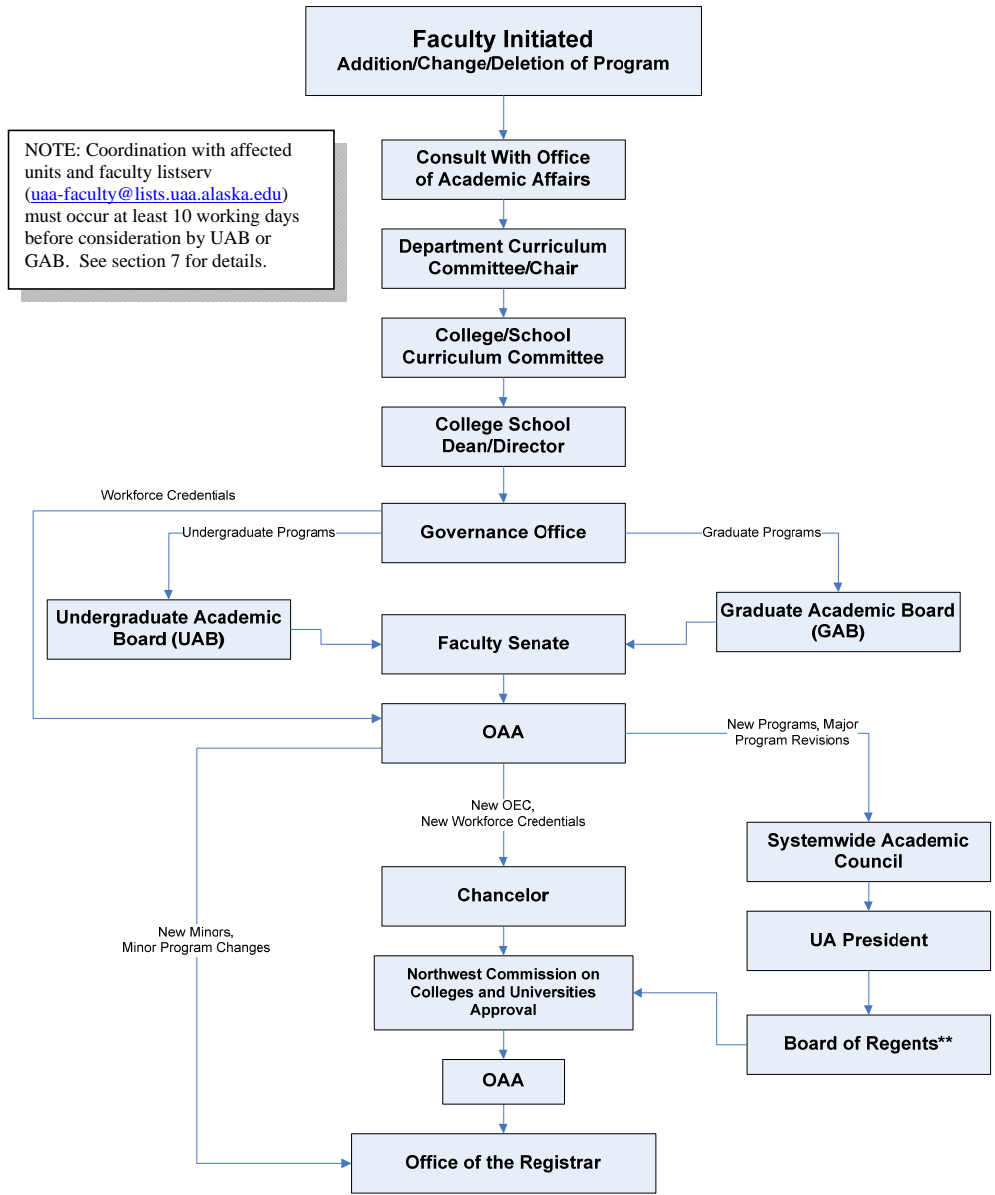 Faculty Initiated
Addition/Change/Deletion of Program
NOTE: Coordination with affected
units and faculty listserv
(uaa-faculty@lists.uaa.alaska.edu)
must occur at least 10 working days
before consideration by UAB or
GAB. See section 7 for details.
Consult With Office
of Academic Affairs
Department Curriculum
Committee/Chair
College/School
Curriculum Committee
College School
Dean/Director
Workforce Credentials
Governance Office
Undergraduate Programs
Graduate Programs
Undergraduate Academic
Board (UAB)
Graduate Academic Board
(GAB)
Faculty Senate
OAA
New Programs, Major
Program Revisions
New OEC,
New Workforce Credentials
Systemwide Academic
Council
Chancelor
New Minors,
Minor Program Changes
UA President
Northwest Commission on
Colleges and Universities
Approval
Board of Regents**
OAA
Office of the Registrar